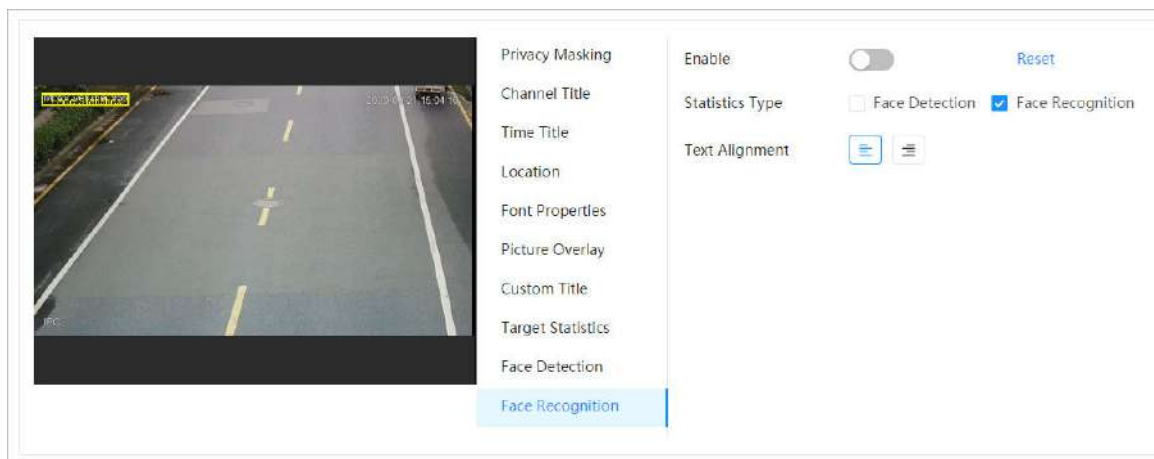 Privacy Masking
Channel Title
Time Title
Location
Font Properties
Picture Overlay
Custom Title
Target Statistics
Face Detection
Face Recognition
Enable
Reset
Statistics Type
Face Detection
Face Recognition
Text Alignment
IPC